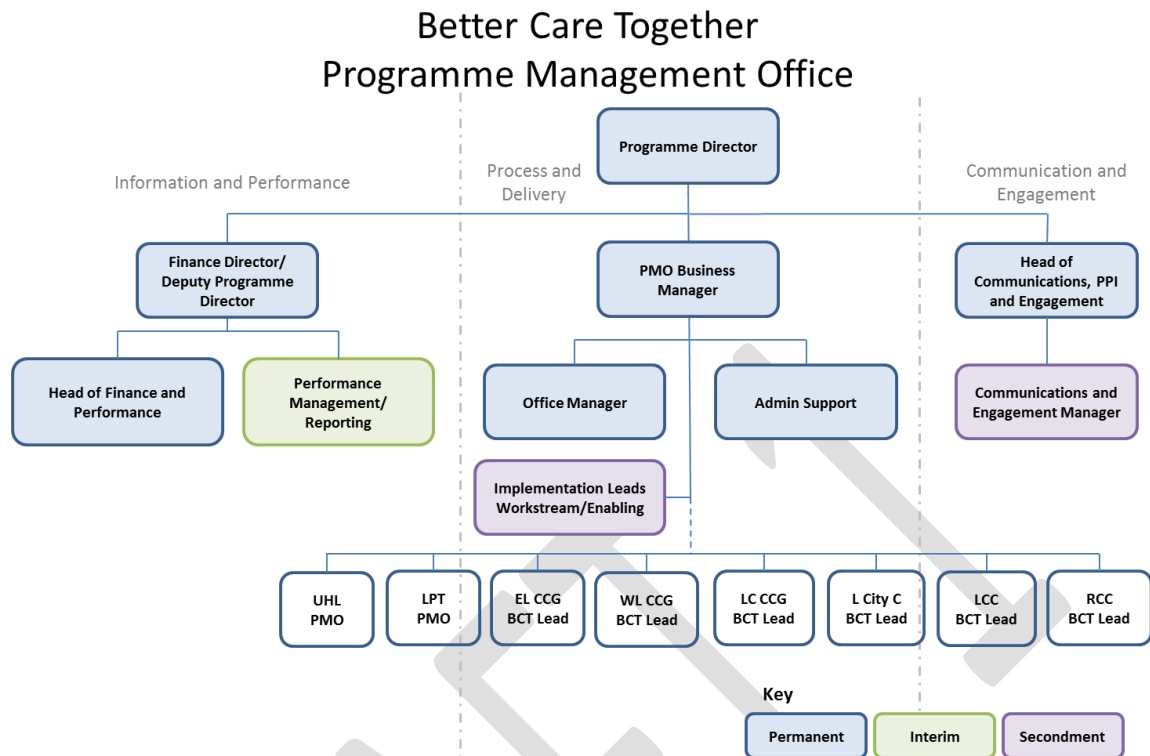 Better Care Together
Programme Management Office
Programme Director
Information and Performance
Process and
Delivery
Communication and
Engagement
Finance Director/
Deputy Programme
Director
PMO Business
Manager
Head of
Communications, PPI
and Engagement
Head of Finance and
Performance
Performance
Management/
Reporting
Office Manager
Admin Support
Communications and
Engagement Manager
Implementation Leads
Workstream/Enabling
UHL
PMO
LPT
PMO
EL CCG
BCT Lead
WL CCG
BCT Lead
LC CCG
BCT Lead
L City C
BCT Lead
LCC
BCT Lead
RCC
BCT Lead
Key
Permanent
Interim
Secondment